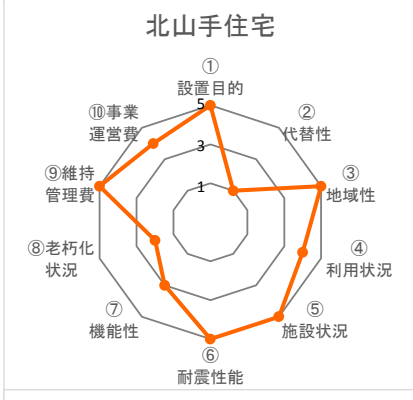 北山手住宅
①
設置目的
②
代替性
③
地域性
④
利用状況
⑤
施設状況
⑥
耐震性能
⑦
機能性
⑧老朽化
状況
⑨維持
管理費
⑩事業
運営費
5
3
1